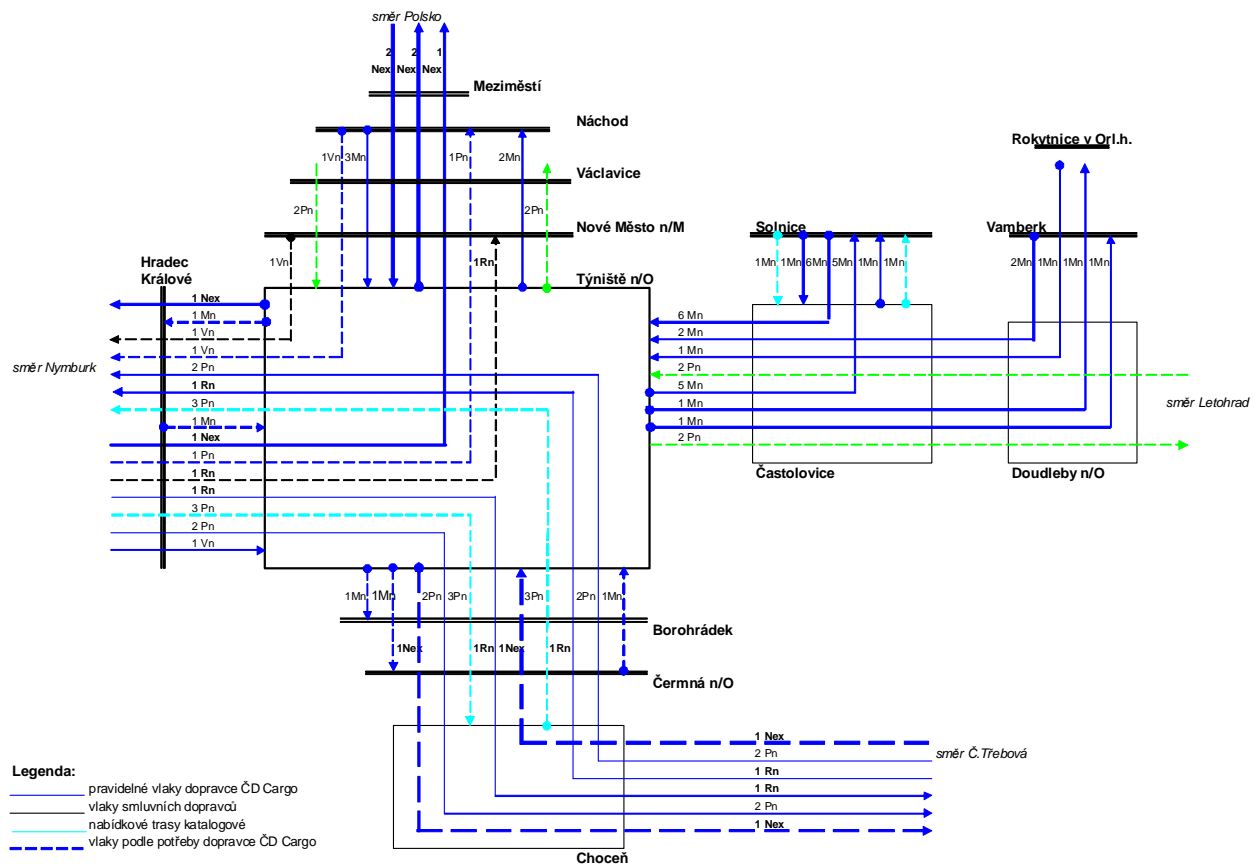 směr Polsko
2 2 1
Nex Nex Nex
Meziměstí
Náchod
1Vn 3Mn 1Pn 2Mn
Rokytnice v Orl.h.
Václavice
2Pn 2Pn
Nové Město n/M
Solnice
Vamberk
Hradec
Králové
1Vn 1Rn
1Mn 1Mn 6Mn 5Mn 1Mn 1Mn
2Mn 1Mn 1Mn 1Mn
Týniště n/O
1 Nex
1 Mn
1 Vn
1 Vn
2 Pn
1 Rn
3 Pn
1 Mn
1 Nex
1 Pn
1 Rn
1 Rn
3 Pn
2 Pn
1 Vn
směr Nymburk
6 Mn
2 Mn
1 Mn
2 Pn
5 Mn
1 Mn
1 Mn
2 Pn
směr Letohrad
Častolovice
Doudleby n/O
1Mn 1Mn 2Pn 3Pn 3Pn 2Pn 1Mn
Borohrádek
1Nex 1Rn 1Nex 1Rn
Čermná n/O
1 Nex
2 Pn
1 Rn
1 Rn
2 Pn
1 Nex
směr Č.Třebová
Choceň
Legenda:
pravidelné vlaky dopravce ČD Cargo
vlaky smluvních dopravců
nabídkové trasy katalogové
vlaky podle potřeby dopravce ČD Cargo